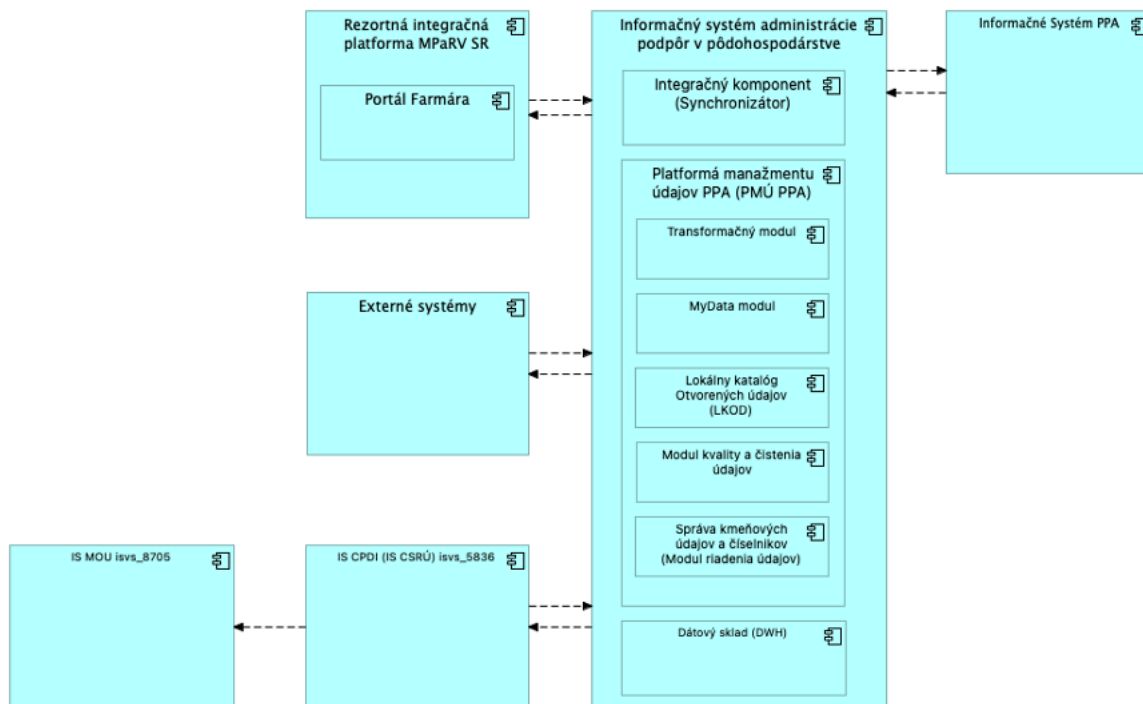 Rezortná integračná
platforma MPaRV SR
Portál Farmára
Informačný systém administrácie
podpôr v pôdohospodárstve
Integračný komponent
(Synchronizátor)
Informačné Systém PPA
Platformá manažmentu
údajov PPA (PMÚ PPA)
Transformačný modul
MyData modul
Lokálny katalóg
Otvorených údajov
(LKOD)
Modul kvality a čistenia
údajov
Správa kmeňových
údajov a číselnikov
(Modul riadenia údajov)
Dátový sklad (DWH)
Externé systémy
IS MOU isvs_8705
IS CPDI (IS CSRÚ) isvs_5836